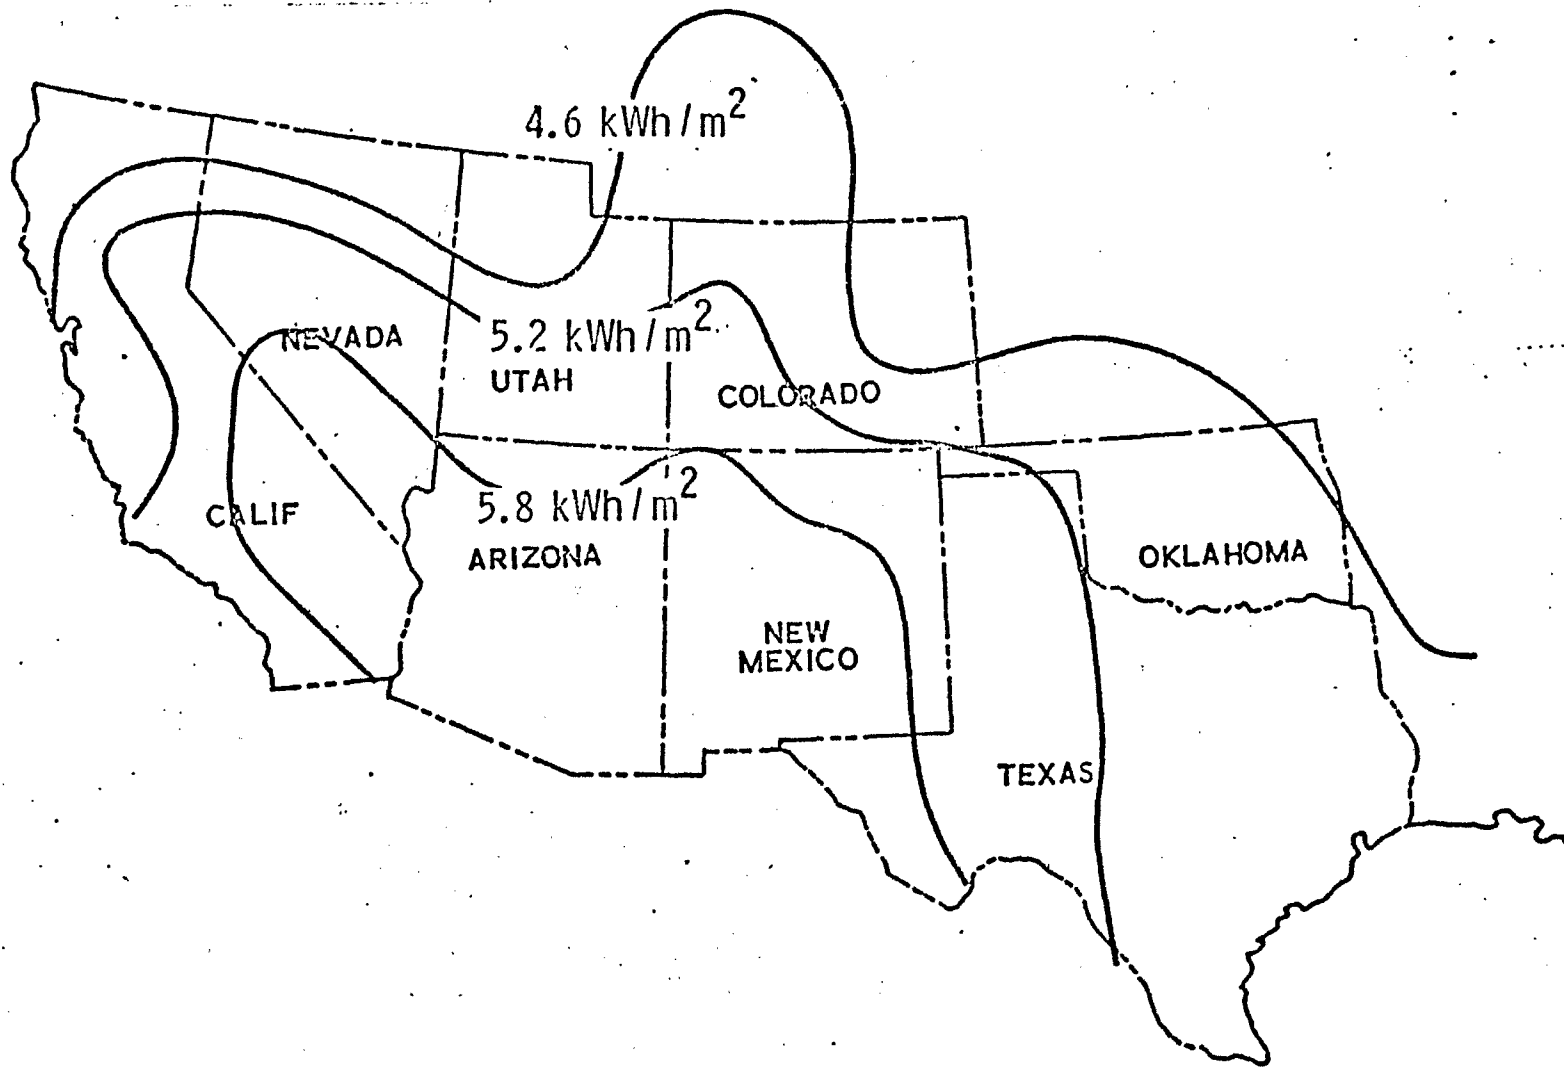 4.6 kWh/m²
NEVADA
5.2 kWh/m²
UTAH
COLORADO
CALIF
5.8 kWh/m²
ARIZONA
OKLAHOMA
NEW
MEXICO
TEXAS